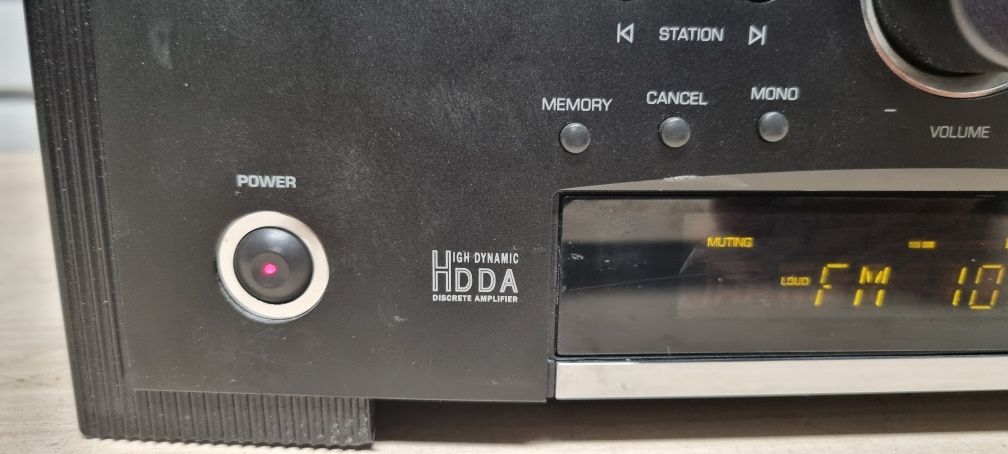 STATION
MEMORY CANCEL MONO
VOLUME
POWER
HIGH DYNAMIC
HDDA
DISCRETE AMPLIFIER
MUTING
LOUD FM 10